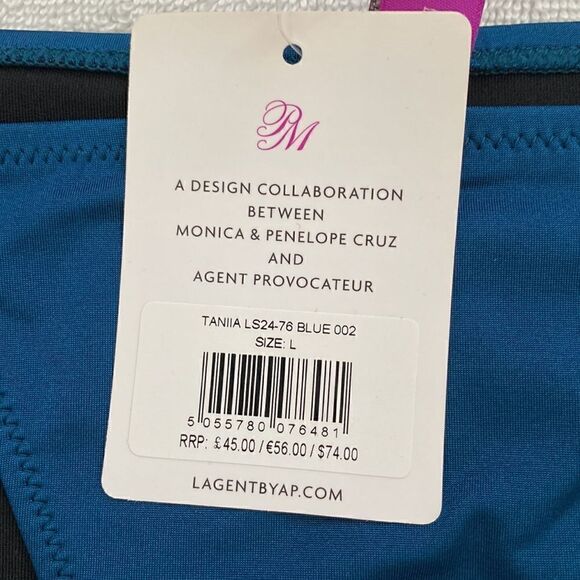 PM
A DESIGN COLLABORATION
BETWEEN
MONICA & PENELOPE CRUZ
AND
AGENT PROVOCATEUR
TANIIA LS24-76 BLUE 002
SIZE: L
5 055780 076481
RRP: £45.00 / €56.00 / $74.00
LAGENTBYAP.COM